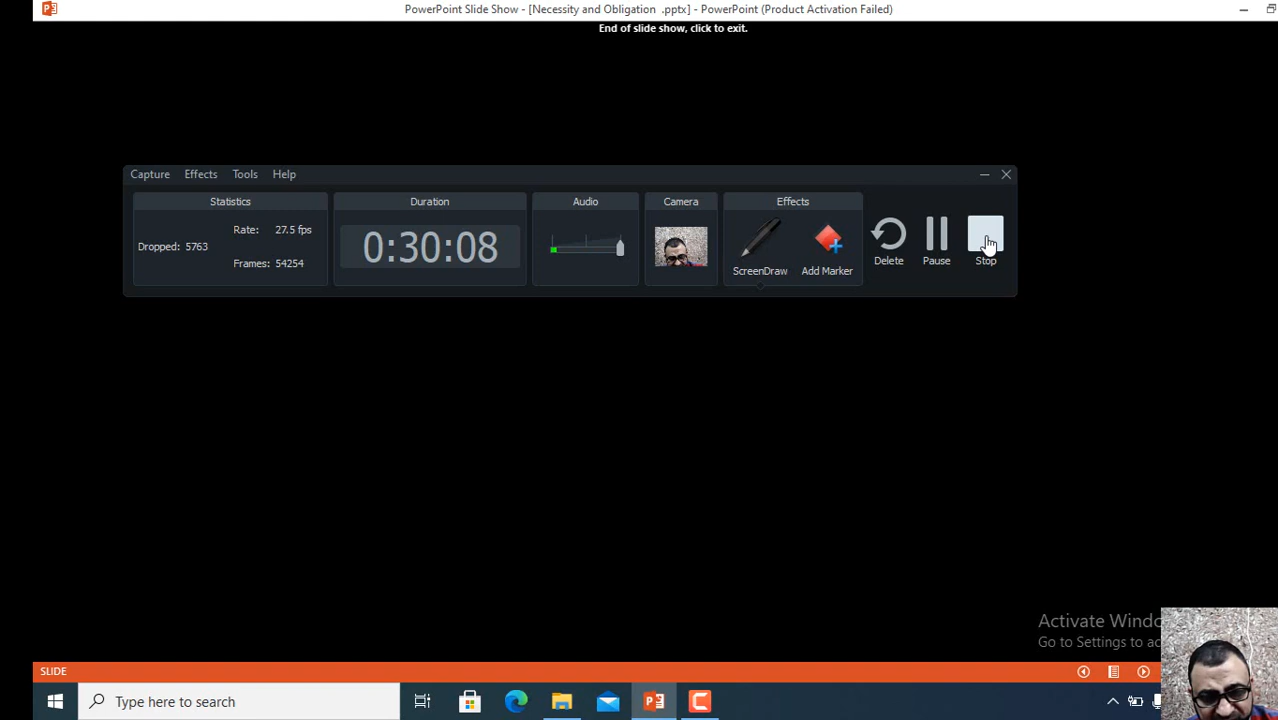 PowerPoint Slide Show - [Necessity and Obligation .pptx] - PowerPoint (Product Activation Failed)
End of slide show, click to exit.
Capture Effects Tools Help
Statistics Duration Audio Camera Effects
Rate: 27.5 fps
Dropped: 5763
Frames: 54254
0:30:08
ScreenDraw Add Marker
Delete Pause Stop
Activate Windo
Go to Settings to ac
SLIDE
Type here to search